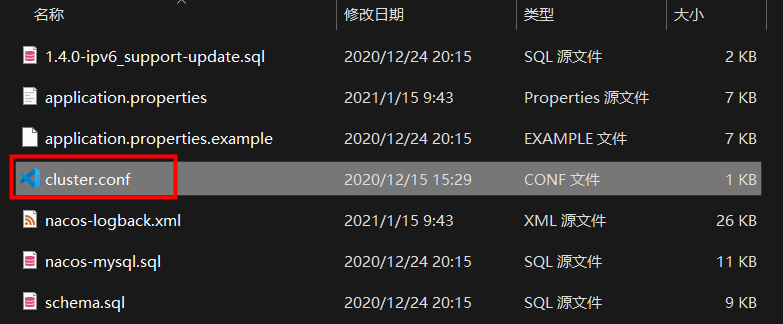 名称 修改日期 类型 大小
1.4.0-ipv6_support-update.sql 2020/12/24 20:15 SQL 源文件 2 KB
application.properties 2021/1/15 9:43 Properties 源文件 7 KB
application.properties.example 2020/12/24 20:15 EXAMPLE 文件 7 KB
cluster.conf 2020/12/15 15:29 CONF 文件 1 KB
nacos-logback.xml 2021/1/15 9:43 XML 源文件 26 KB
nacos-mysql.sql 2020/12/24 20:15 SQL 源文件 11 KB
schema.sql 2020/12/24 20:15 SQL 源文件 9 KB